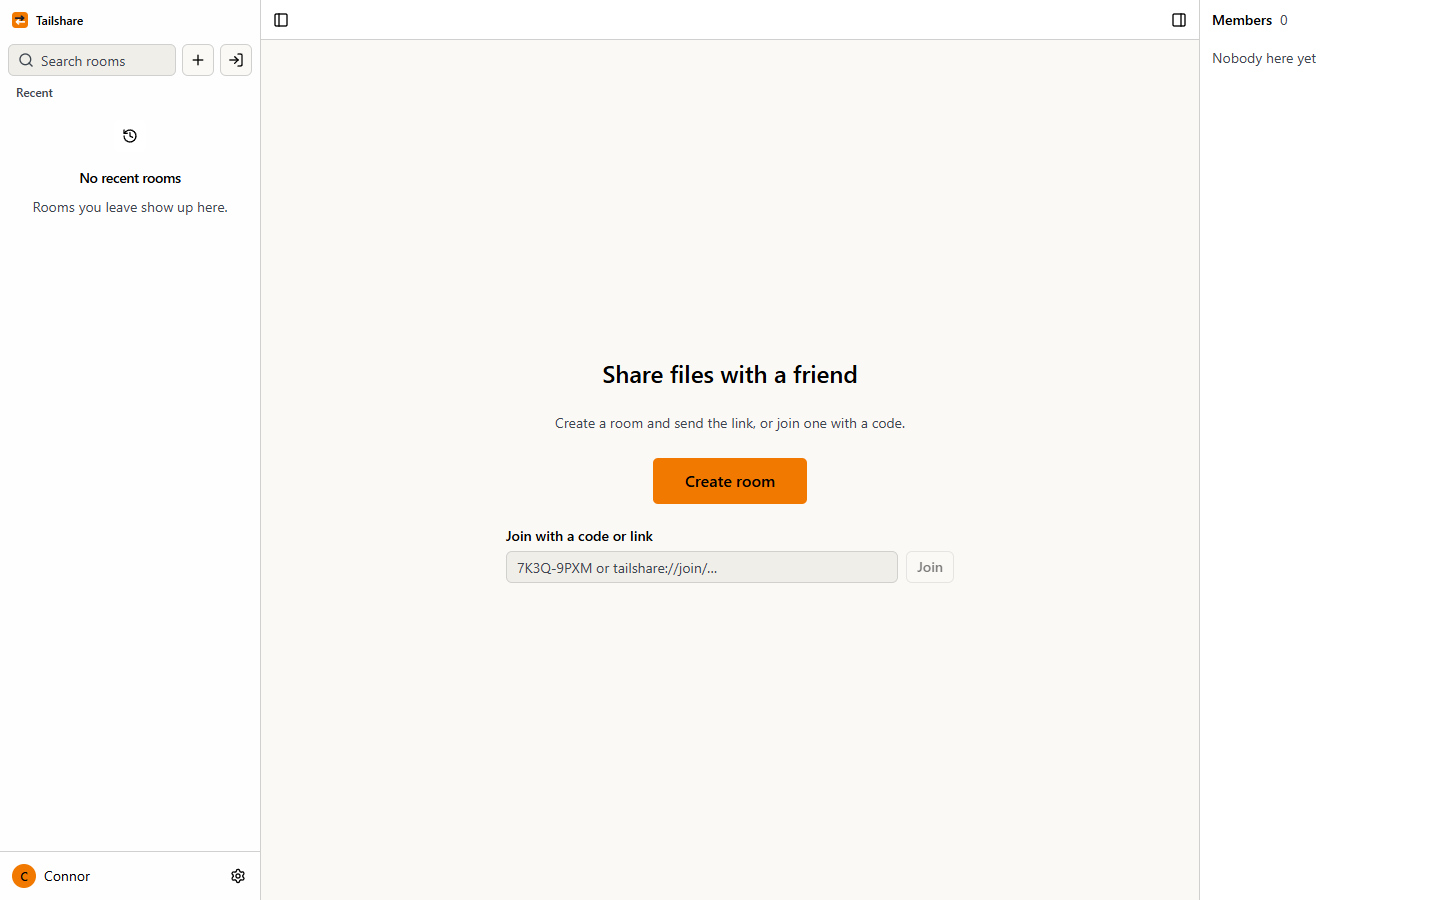 Tailshare
Search rooms
Recent
No recent rooms
Rooms you leave show up here.
C Connor
Share files with a friend
Create a room and send the link, or join one with a code.
Create room
Join with a code or link
7K3Q-9PXM or tailshare://join/...
Join
Members 0
Nobody here yet